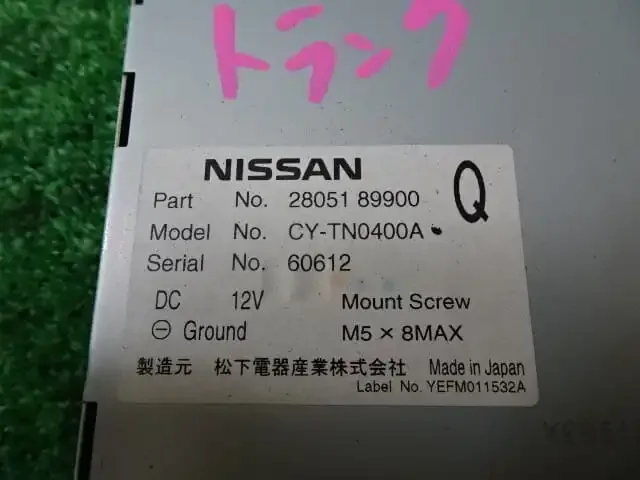 トランク
NISSAN
Part No. 28051 89900
Q
Model No. CY-TN0400A
Serial No. 60612
DC 12V Mount Screw
⊖ Ground M5 × 8MAX
製造元 松下電器産業株式会社 Made in Japan
Label No. YEFM011532A